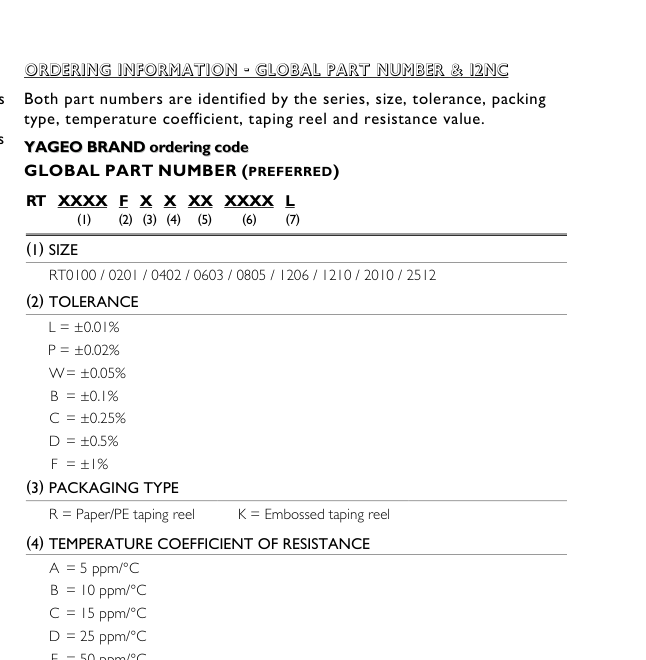 ORDERING INFORMATION - GLOBAL PART NUMBER & 12NC
s
Both part numbers are identified by the series, size, tolerance, packing
type, temperature coefficient, taping reel and resistance value.
s
YAGEO BRAND ordering code
GLOBAL PART NUMBER (PREFERRED)
RT XXXX F X X XX XXXX L
(1) (2) (3) (4) (5) (6) (7)
(1) SIZE
RT0100 / 0201 / 0402 / 0603 / 0805 / 1206 / 1210 / 2010 / 2512
(2) TOLERANCE
L = ±0.01%
P = ±0.02%
W = ±0.05%
B = ±0.1%
C = ±0.25%
D = ±0.5%
F = ±1%
(3) PACKAGING TYPE
R = Paper/PE taping reel K = Embossed taping reel
(4) TEMPERATURE COEFFICIENT OF RESISTANCE
A = 5 ppm/°C
B = 10 ppm/°C
C = 15 ppm/°C
D = 25 ppm/°C
= 50 ppm/°C